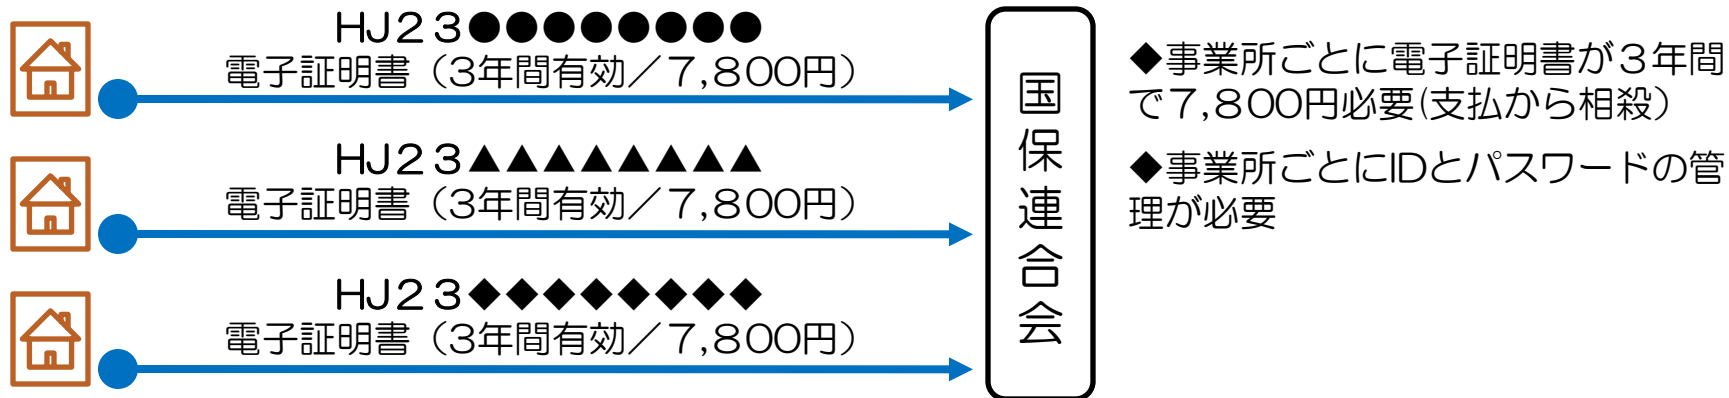 HJ23●●●●●●●●
電子証明書（3年間有効／7,800円）
HJ23▲▲▲▲▲▲▲▲
電子証明書（3年間有効／7,800円）
HJ23◆◆◆◆◆◆◆◆
電子証明書（3年間有効／7,800円）
国保連合会
◆事業所ごとに電子証明書が３年間
で7,800円必要(支払から相殺）
◆事業所ごとにIDとパスワードの管
理が必要